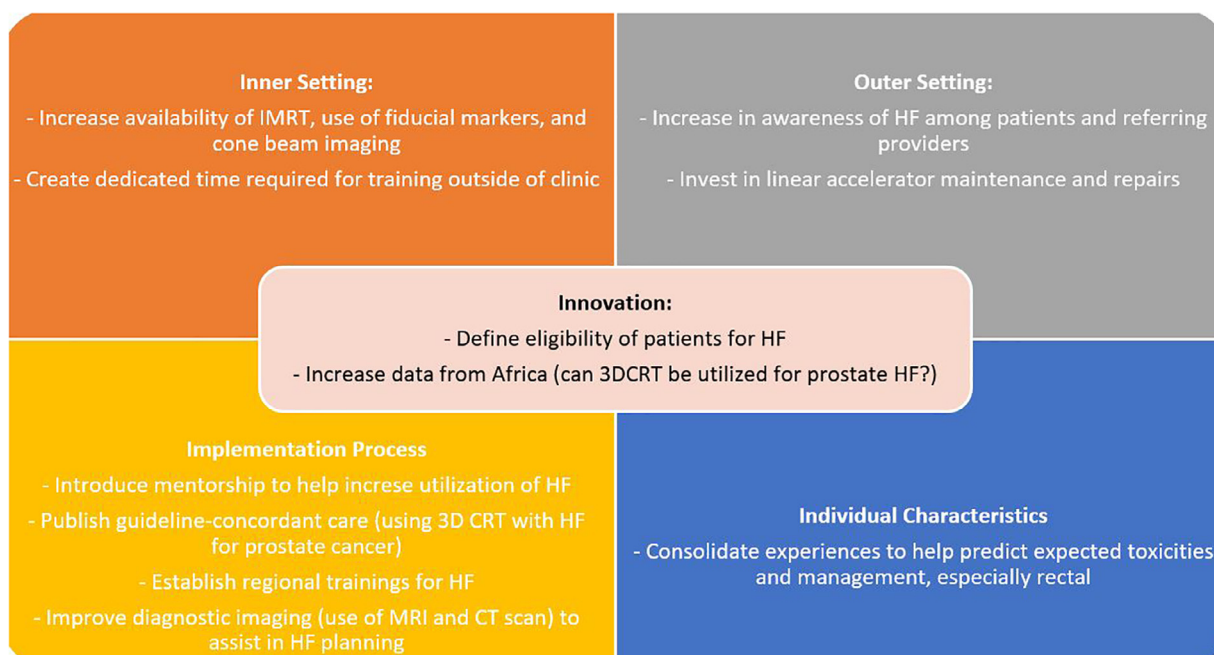 Inner Setting:
- Increase availability of IMRT, use of fiducial markers, and
cone beam imaging
- Create dedicated time required for training outside of clinic
Outer Setting:
- Increase in awareness of HF among patients and referring
providers
- Invest in linear accelerator maintenance and repairs
Innovation:
- Define eligibility of patients for HF
- Increase data from Africa (can 3DCRT be utilized for prostate HF?)
Implementation Process
- Introduce mentorship to help increse utilization of HF
- Publish guideline-concordant care (using 3D CRT with HF
for prostate cancer)
- Establish regional trainings for HF
- Improve diagnostic imaging (use of MRI and CT scan) to
assist in HF planning
Individual Characteristics
- Consolidate experiences to help predict expected toxicities
and management, especially rectal